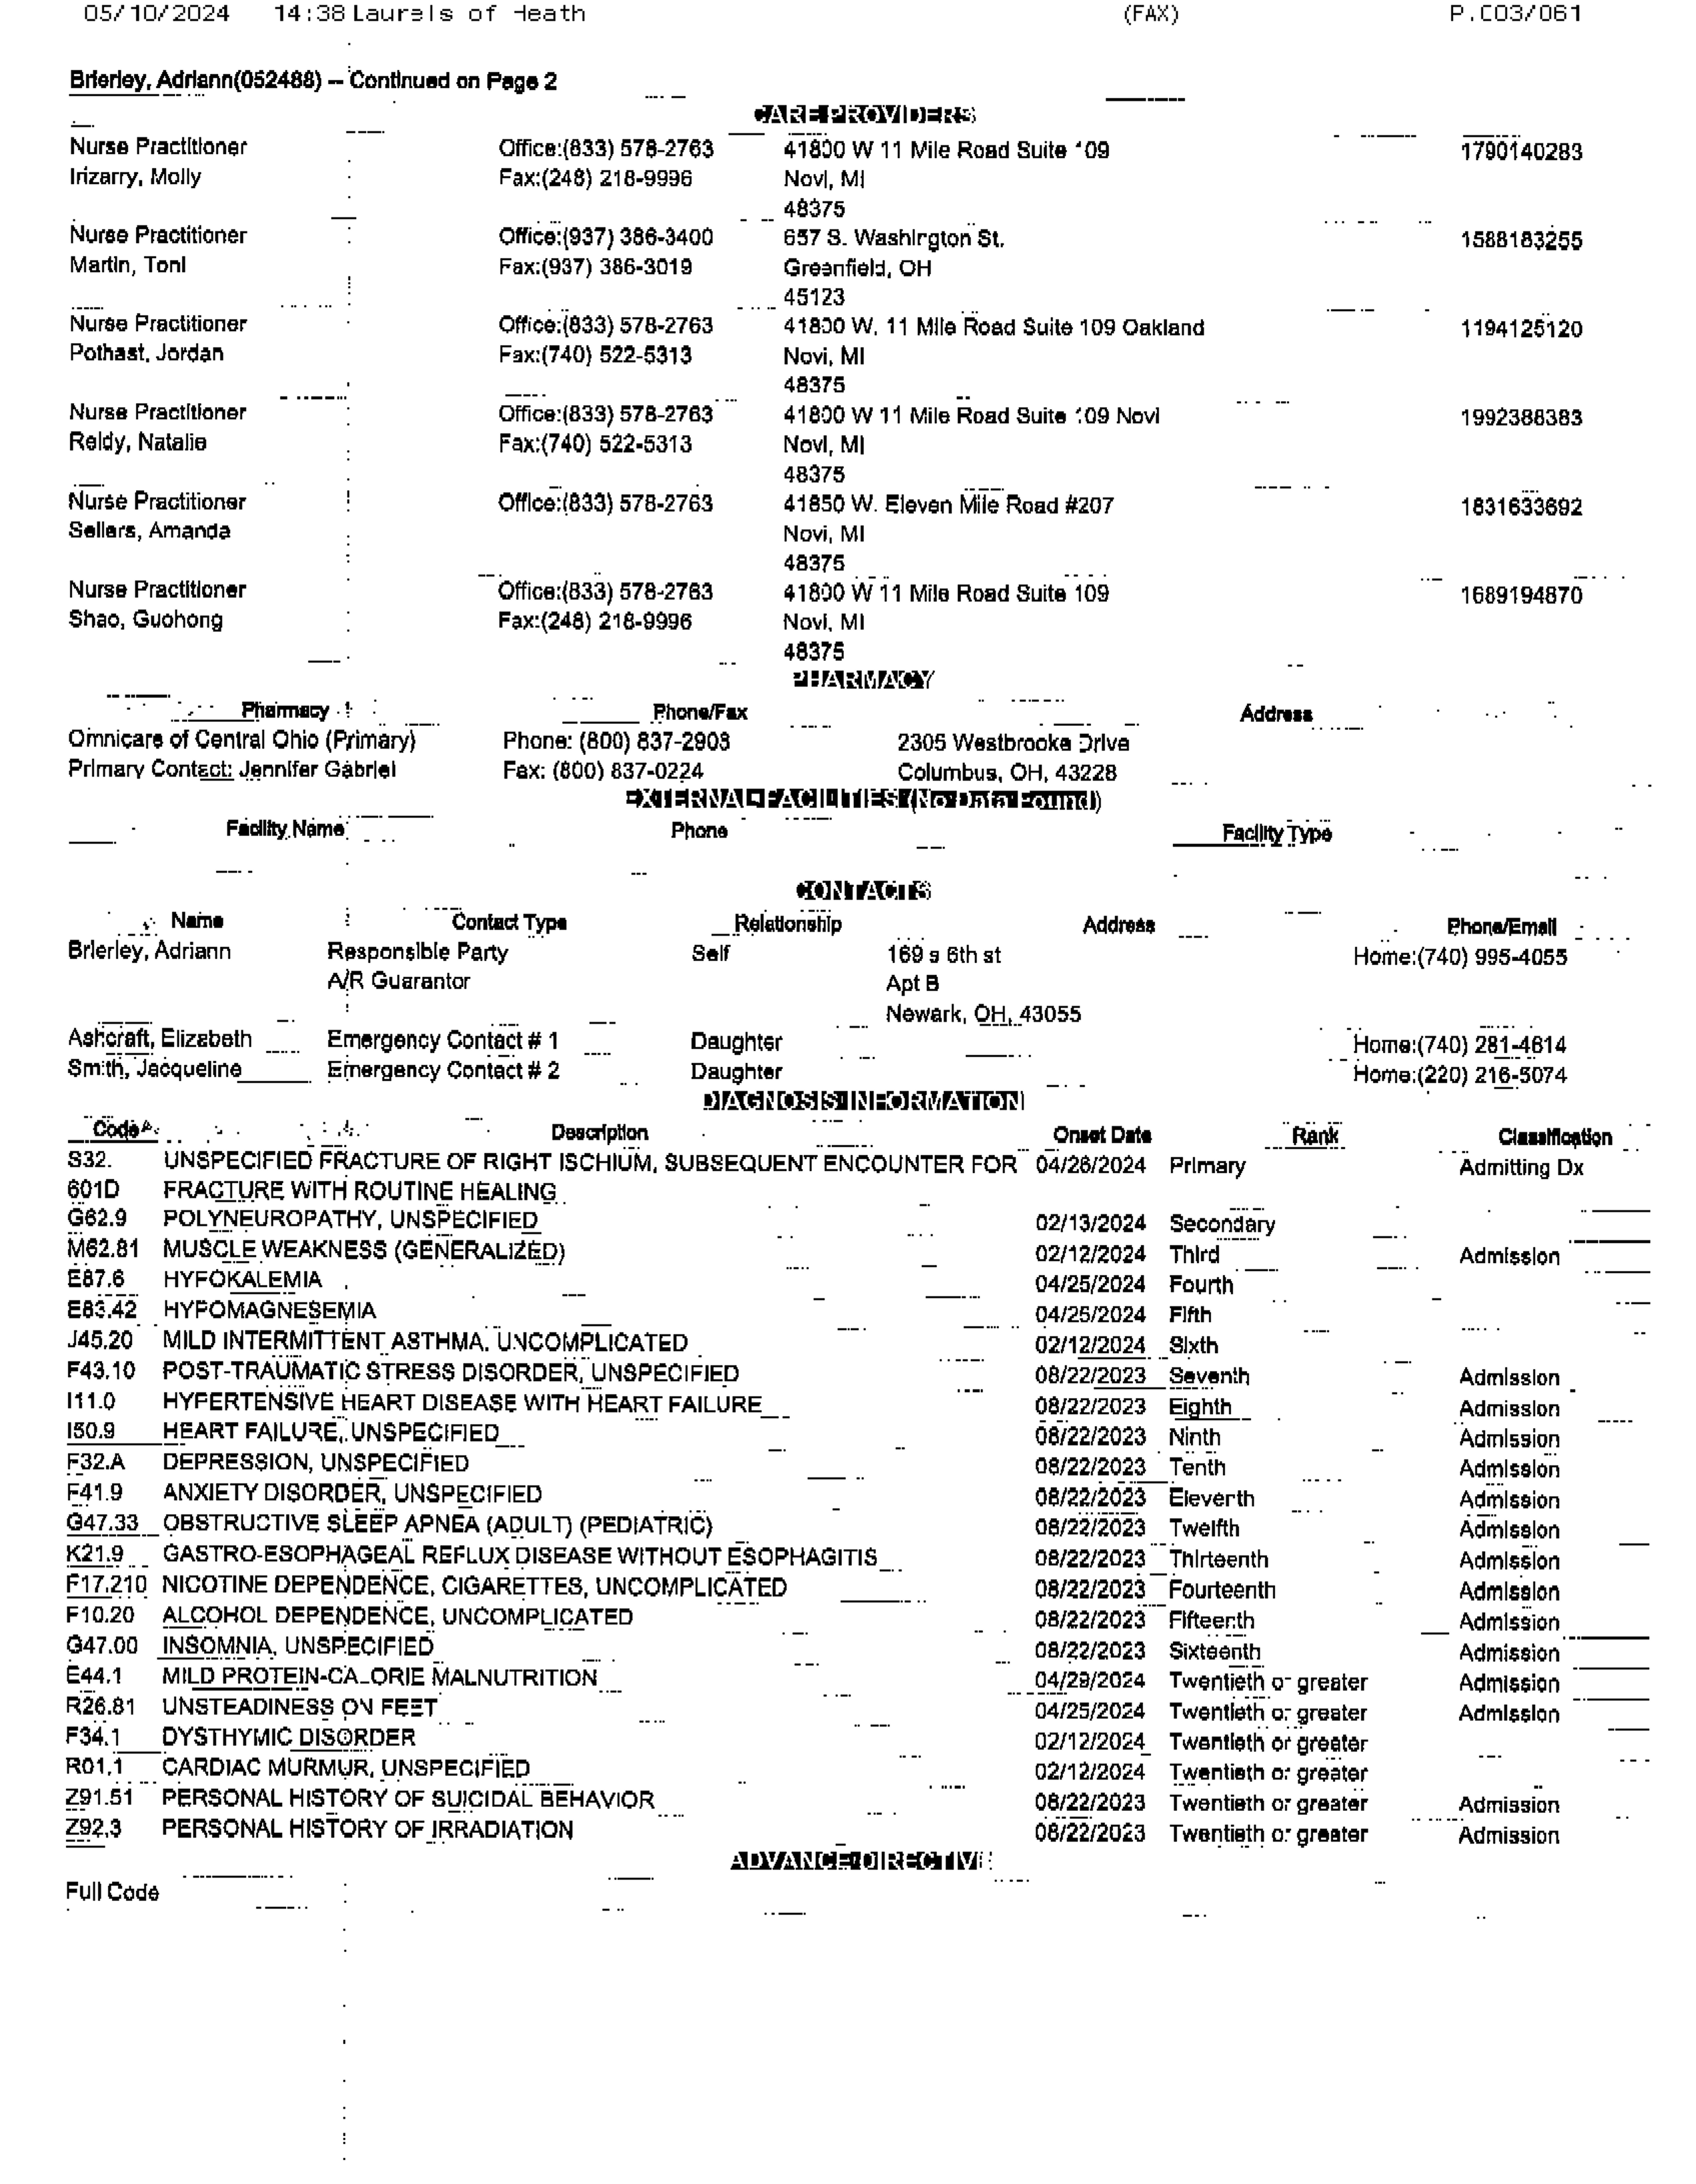 05/10/2024 14:38 Laurels of Heath (FAX) P.003/061
Brierley, Adriann(052488) -- Continued on Page 2
CARE PROVIDERS
Nurse Practitioner Office:(833) 578-2763 41800 W 11 Mile Road Suite 109 1790140283
Irizarry, Molly Fax:(248) 218-9996 Novi, MI
48375
Nurse Practitioner Office:(937) 386-3400 657 S. Washington St. 1588183255
Martin, Toni Fax:(937) 386-3019 Greenfield, OH
45123
Nurse Practitioner Office:(833) 578-2763 41800 W. 11 Mile Road Suite 109 Oakland 1194125120
Pothast, Jordan Fax:(740) 522-5313 Novi, MI
48375
Nurse Practitioner Office:(833) 578-2763 41800 W 11 Mile Road Suite 109 Novi 1992388383
Reidy, Natalie Fax:(740) 522-5313 Novi, MI
48375
Nurse Practitioner Office:(833) 578-2763 41850 W. Eleven Mile Road #207 1831633692
Sellers, Amanda Novi, MI
48375
Nurse Practitioner Office:(833) 578-2763 41800 W 11 Mile Road Suite 109 1689194870
Shao, Guohong Fax:(248) 218-9996 Novi, MI
48375
PHARMACY
Pharmacy Phone/Fax Address
Omnicare of Central Ohio (Primary) Phone: (800) 837-2903 2305 Westbrooke Drive
Primary Contact: Jennifer Gabriel Fax: (800) 837-0224 Columbus, OH, 43228
EXTERNAL FACILITIES (No Data Found)
Facility Name Phone Facility Type
CONTACTS
Name Contact Type Relationship Address Phone/Email
Brierley, Adriann Responsible Party Self 169 s 6th st Home:(740) 995-4055
A/R Guarantor Apt B
Newark, OH, 43055
Ashcraft, Elizabeth Emergency Contact # 1 Daughter Home:(740) 281-4614
Smith, Jacqueline Emergency Contact # 2 Daughter Home:(220) 216-5074
DIAGNOSIS INFORMATION
Code Description Onset Date Rank Classification
S32. UNSPECIFIED FRACTURE OF RIGHT ISCHIUM, SUBSEQUENT ENCOUNTER FOR 04/26/2024 Primary Admitting Dx
601D FRACTURE WITH ROUTINE HEALING
G62.9 POLYNEUROPATHY, UNSPECIFIED 02/13/2024 Secondary
M62.81 MUSCLE WEAKNESS (GENERALIZED) 02/12/2024 Third Admission
E87.6 HYPOKALEMIA 04/25/2024 Fourth
E83.42 HYPOMAGNESEMIA 04/25/2024 Fifth
J45.20 MILD INTERMITTENT ASTHMA, UNCOMPLICATED 02/12/2024 Sixth
F43.10 POST-TRAUMATIC STRESS DISORDER, UNSPECIFIED 08/22/2023 Seventh Admission
I11.0 HYPERTENSIVE HEART DISEASE WITH HEART FAILURE 08/22/2023 Eighth Admission
I50.9 HEART FAILURE, UNSPECIFIED 08/22/2023 Ninth Admission
F32.A DEPRESSION, UNSPECIFIED 08/22/2023 Tenth Admission
F41.9 ANXIETY DISORDER, UNSPECIFIED 08/22/2023 Eleventh Admission
G47.33 OBSTRUCTIVE SLEEP APNEA (ADULT) (PEDIATRIC) 08/22/2023 Twelfth Admission
K21.9 GASTRO-ESOPHAGEAL REFLUX DISEASE WITHOUT ESOPHAGITIS 08/22/2023 Thirteenth Admission
F17.210 NICOTINE DEPENDENCE, CIGARETTES, UNCOMPLICATED 08/22/2023 Fourteenth Admission
F10.20 ALCOHOL DEPENDENCE, UNCOMPLICATED 08/22/2023 Fifteenth Admission
G47.00 INSOMNIA, UNSPECIFIED 08/22/2023 Sixteenth Admission
E44.1 MILD PROTEIN-CALORIE MALNUTRITION 04/29/2024 Twentieth or greater Admission
R26.81 UNSTEADINESS ON FEET 04/25/2024 Twentieth or greater Admission
F34.1 DYSTHYMIC DISORDER 02/12/2024 Twentieth or greater
R01.1 CARDIAC MURMUR, UNSPECIFIED 02/12/2024 Twentieth or greater
Z91.51 PERSONAL HISTORY OF SUICIDAL BEHAVIOR 08/22/2023 Twentieth or greater Admission
Z92.3 PERSONAL HISTORY OF IRRADIATION 08/22/2023 Twentieth or greater Admission
ADVANCE DIRECTIVE
Full Code